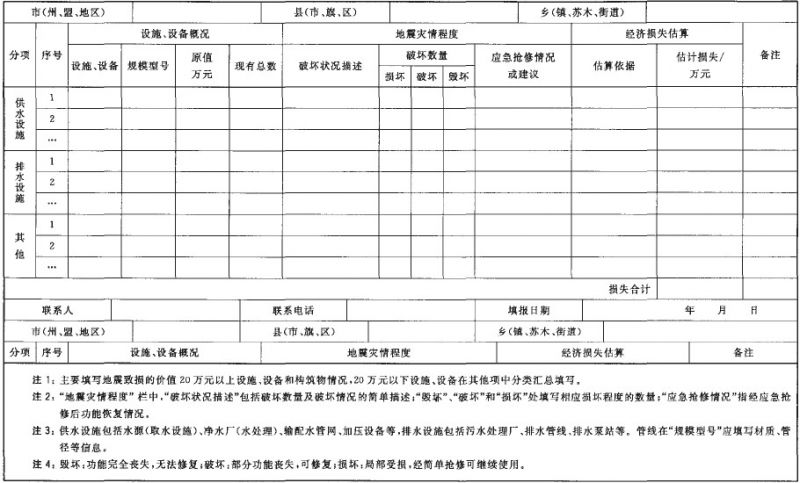 市(州、盟、地区) 县(市、旗、区) 乡(镇、苏木、街道)
分项 序号 设施、设备概况 地震灾情程度 经济损失估算 备注
设施、设备 规模型号 原值万元 现有总数 破坏状况描述 破坏数量 应急抢修情况或建议 估算依据 估计损失/万元
损坏 破坏 毁坏
供水设施 1
2
…
排水设施 1
2
…
其他 1
2
…
损失合计
联系人 联系电话 填报日期 年 月 日
市(州、盟、地区) 县(市、旗、区) 乡(镇、苏木、街道)
分项 序号 设施、设备概况 地震灾情程度 经济损失估算 备注
注 1：主要填写地震致损的价值 20 万元以上设施、设备和构筑物情况，20 万元以下设施、设备在其他项中分类汇总填写。
注 2：“地震灾情程度”栏中，“破坏状况描述”包括破坏数量及破坏情况的简单描述；“毁坏”、“破坏”和“损坏”处填写相应损坏程度的数量；“应急抢修情况”指经应急抢
修后功能恢复情况。
注 3：供水设施包括水源(取水设施)、净水厂(水处理)、输配水管网、加压设备等，排水设施包括污水处理厂、排水管线、排水泵站等。管线在“规模型号”应填写材质、管
径等信息。
注 4：毁坏：功能完全丧失，无法修复；破坏：部分功能丧失，可修复；损坏：局部受损，经简单抢修可继续使用。